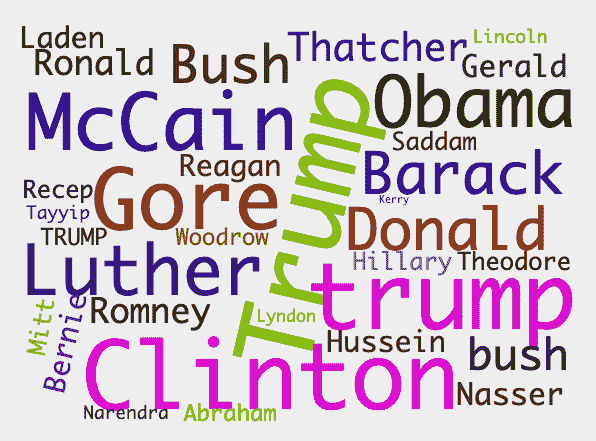 Laden
Thatcher
Lincoln
Ronald
Bush
Gerald
McCain
Trump
Obama
Saddam
Reagan
Barack
Recep
Gore
Kerry
Tayyip
Donald
TRUMP
Woodrow
Luther
Hillary
Theodore
Mitt
Bernie
Romney
Lyndon
trump
Clinton
Hussein
bush
Nasser
Narendra
Abraham